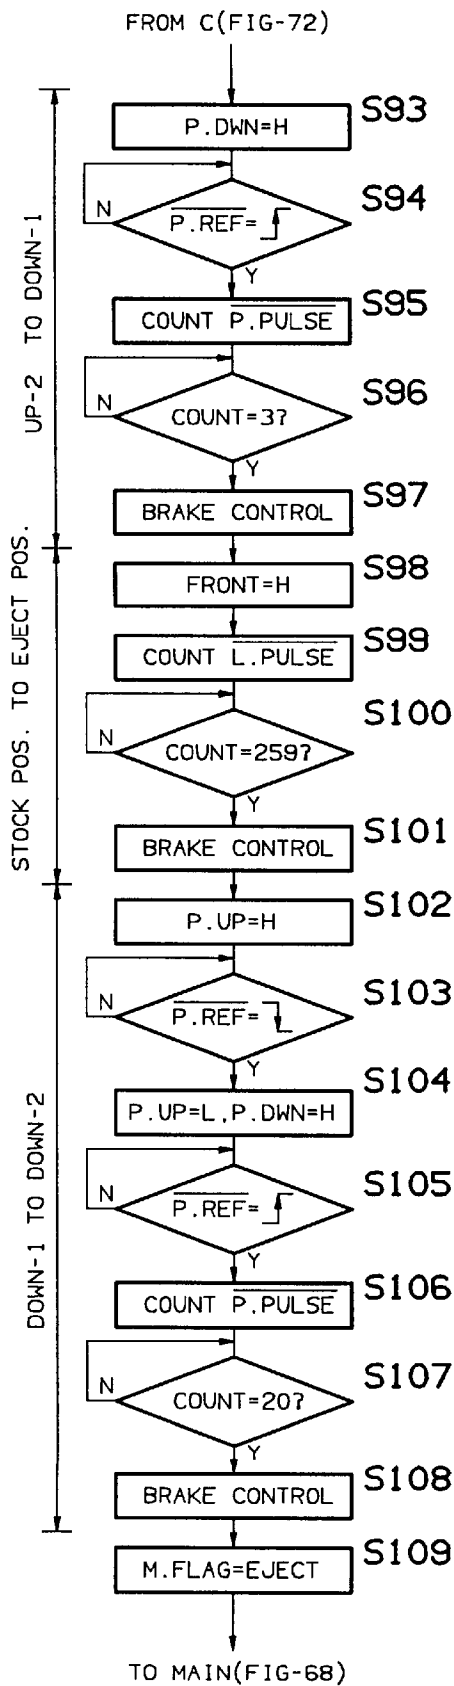 FROM C(FIG-72)
S93
P.DWN=H
S94
N
P.REF=
Y
S95
COUNT P.PULSE
S96
N
COUNT=3?
Y
S97
BRAKE CONTROL
UP-2 TO DOWN-1
S98
FRONT=H
S99
COUNT L.PULSE
S100
N
COUNT=259?
Y
S101
BRAKE CONTROL
STOCK POS. TO EJECT POS.
S102
P.UP=H
S103
N
P.REF=
Y
S104
P.UP=L,P.DWN=H
S105
N
P.REF=
Y
S106
COUNT P.PULSE
S107
N
COUNT=20?
Y
S108
BRAKE CONTROL
DOWN-1 TO DOWN-2
S109
M.FLAG=EJECT
TO MAIN(FIG-68)